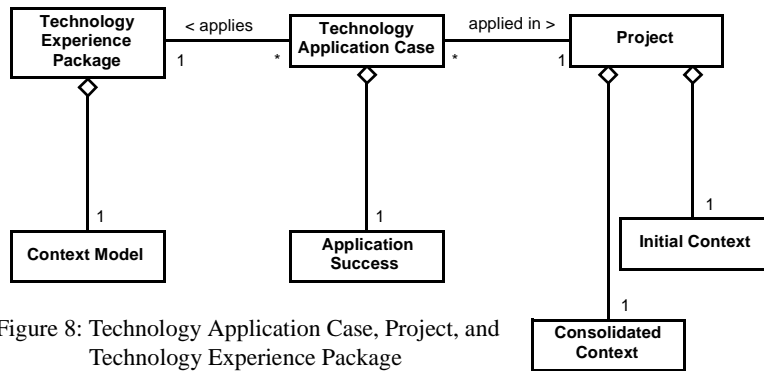 Technology
Experience
Package
< applies
Technology
Application Case
applied in >
Project
1
*
*
1
1
1
1
Context Model
Application
Success
Initial Context
1
Consolidated
Context
Figure 8: Technology Application Case, Project, and
Technology Experience Package